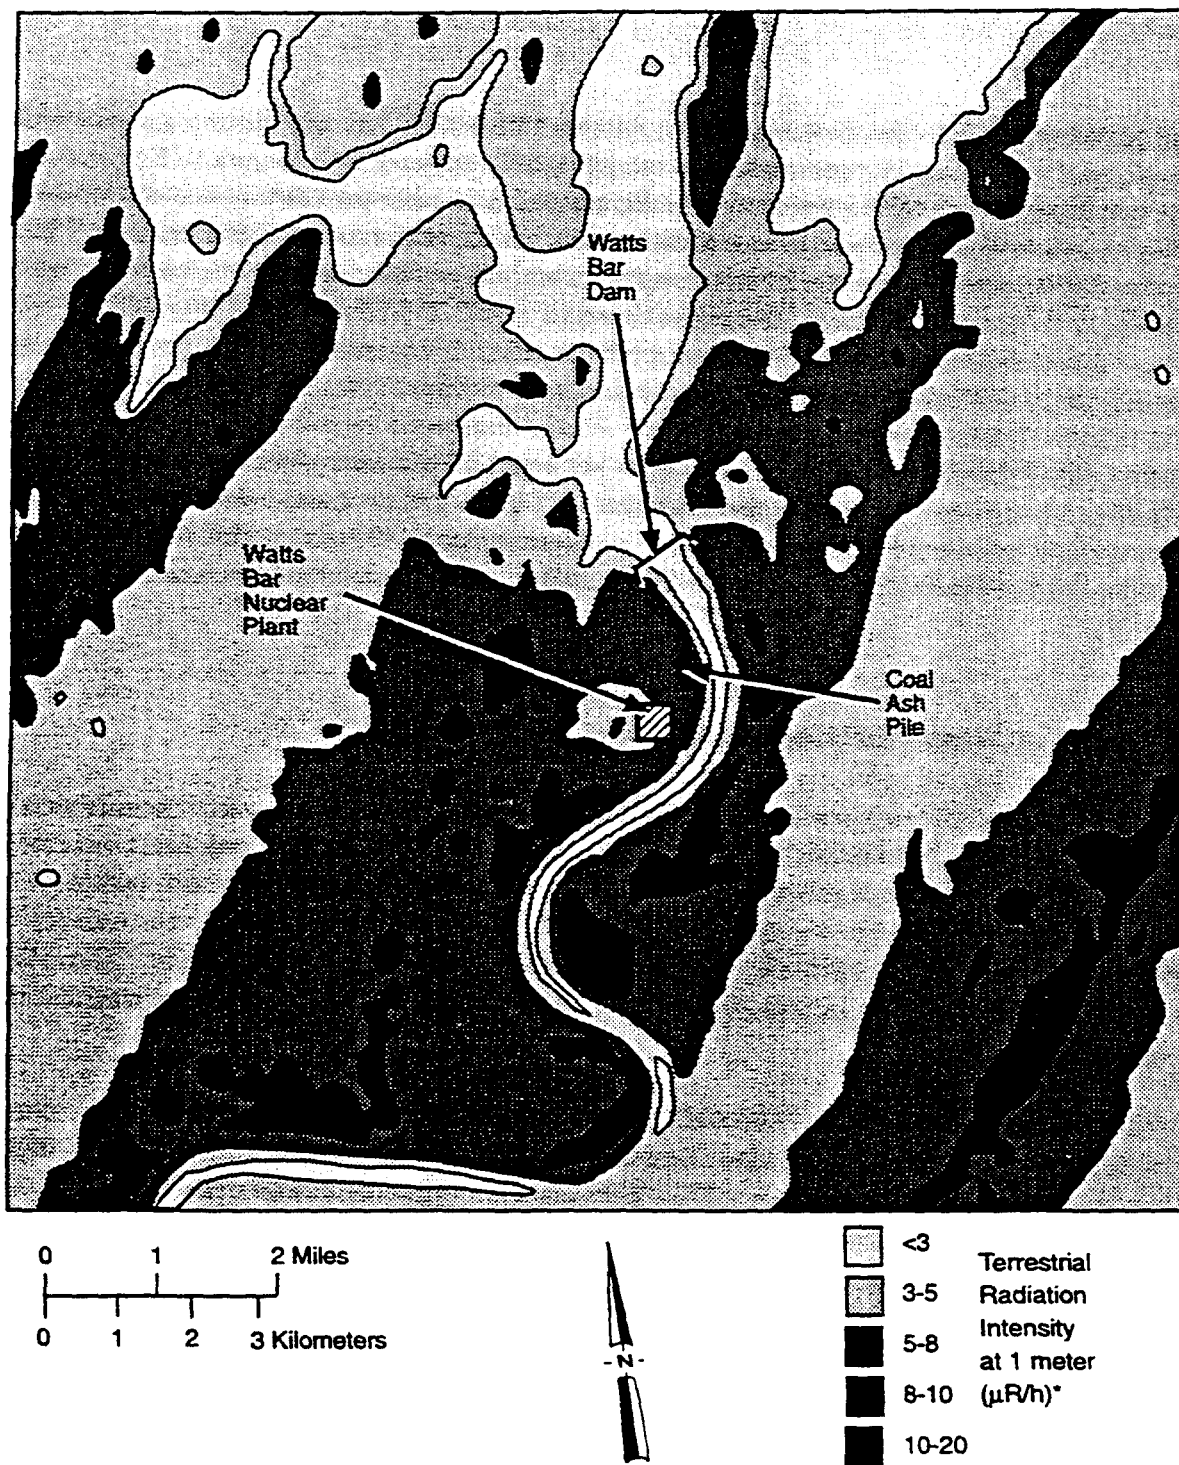 Watts
Bar
Dam
Watts
Bar
Nuclear
Plant
Coal
Ash
Pile
0 1 2 Miles
0 1 2 3 Kilometers
- N -
<3
3-5
5-8
8-10
10-20
Terrestrial
Radiation
Intensity
at 1 meter
(μR/h)*